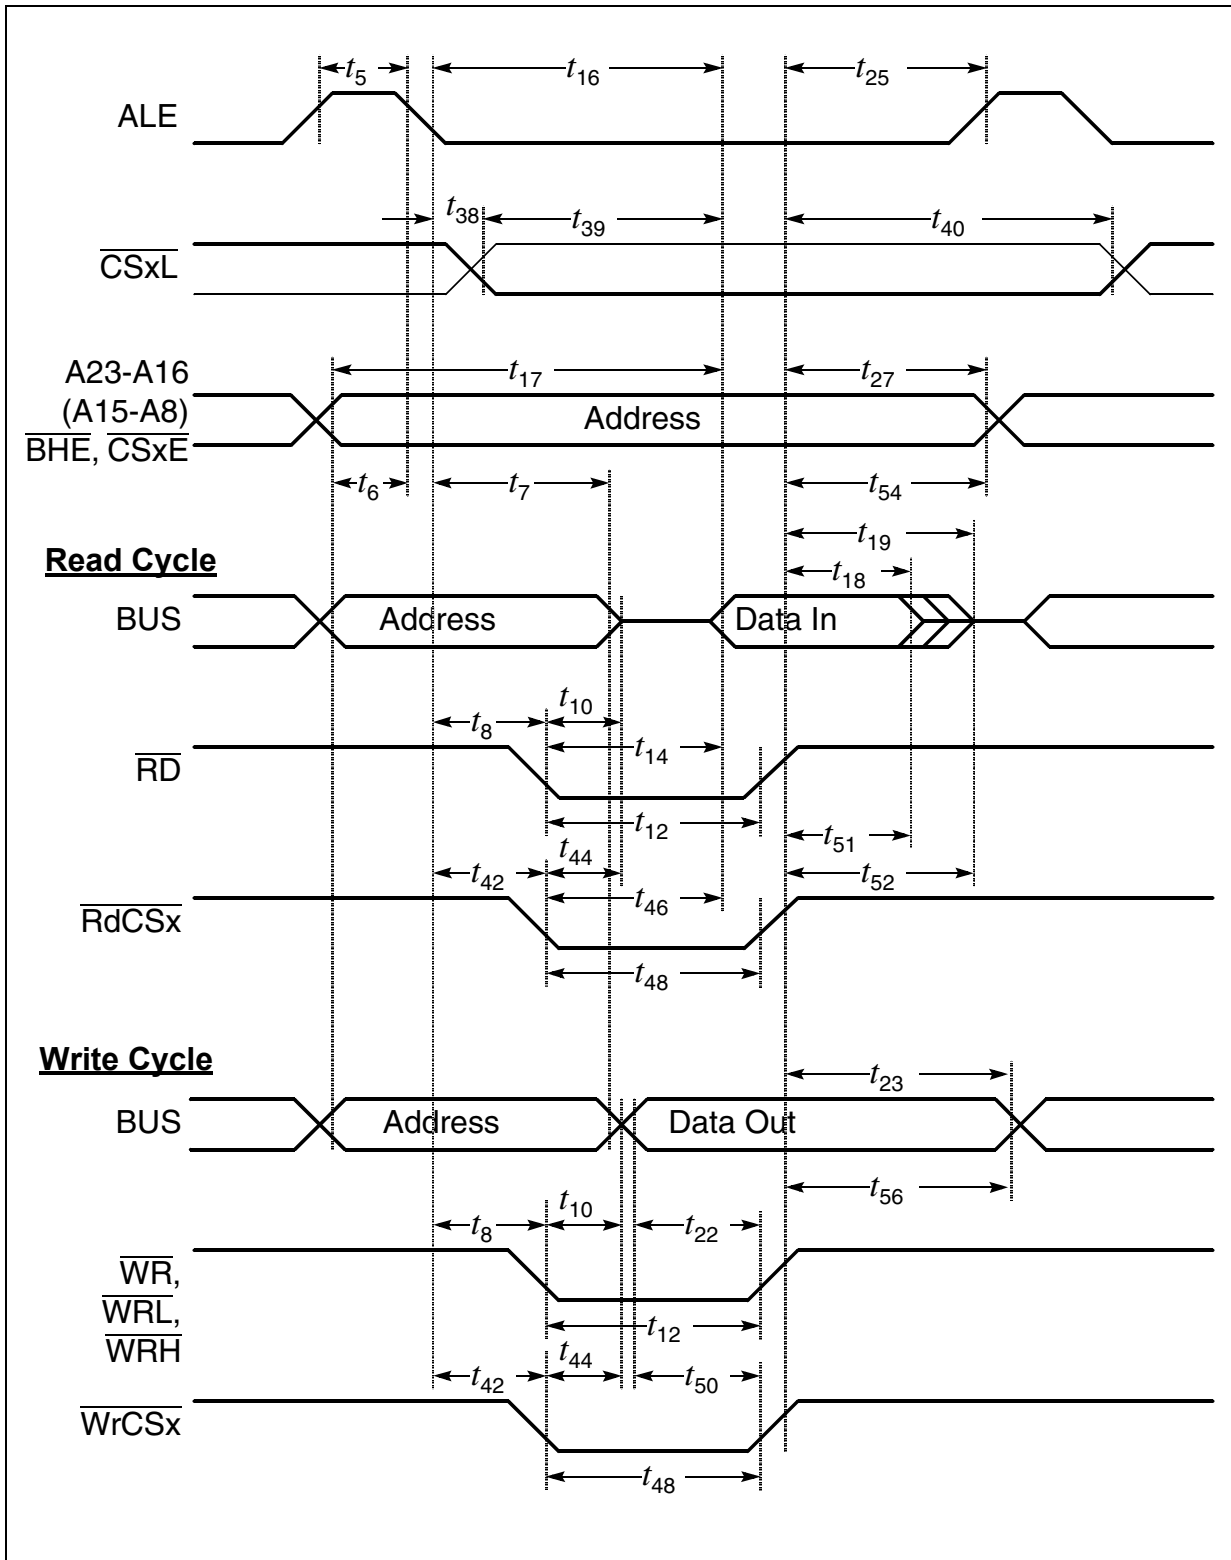 t5 t16 t25
ALE
t38 t39 t40
CSxL
A23-A16
(A15-A8)
BHE, CSxE
t17 t27
Address
t6 t7 t54
t19
Read Cycle
t18
BUS Address Data In
t10
t8
t14
RD
t12 t51
t44
t42 t52
t46
RdCSx
t48
Write Cycle
t23
BUS Address Data Out
t56
t10
t8 t22
WR,
WRL,
WRH
t12
t44
t42 t50
WrCSx
t48